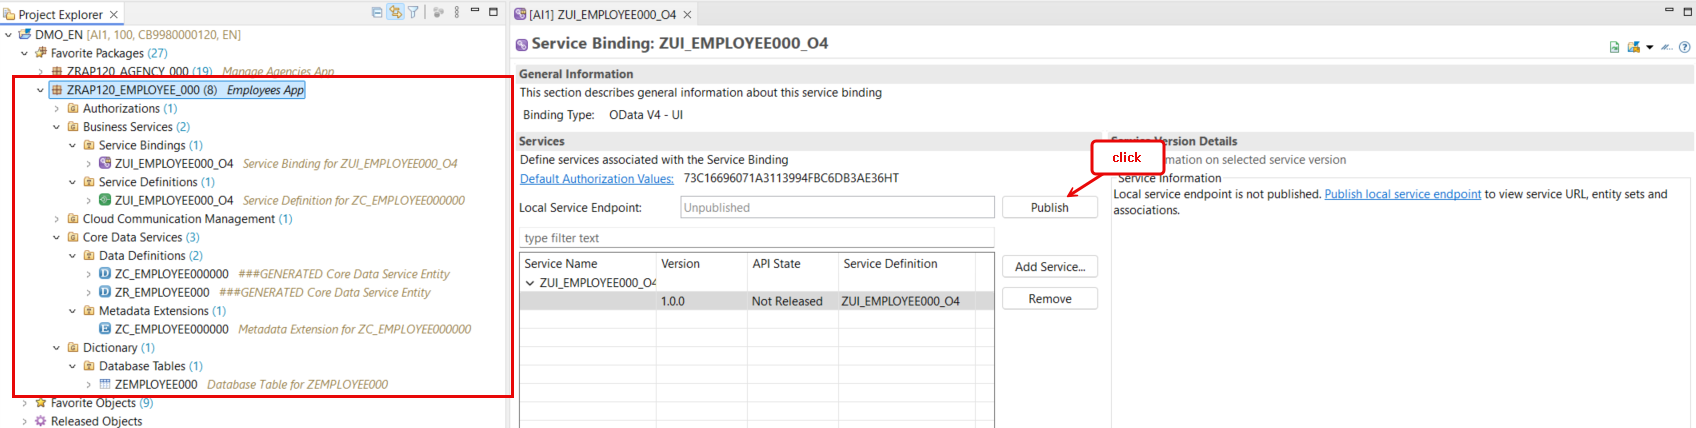 Project Explorer
DMO_EN [AI1, 100, CB9980000120, EN]
Favorite Packages (27)
ZRAP120_AGENCY_000 (19) Manage Agencies App
ZRAP120_EMPLOYEE_000 (8) Employees App
Authorizations (1)
Business Services (2)
Service Bindings (1)
ZUI_EMPLOYEE000_O4 Service Binding for ZUI_EMPLOYEE000_O4
Service Definitions (1)
ZUI_EMPLOYEE000_O4 Service Definition for ZC_EMPLOYEE000000
Cloud Communication Management (1)
Core Data Services (3)
Data Definitions (2)
ZC_EMPLOYEE000000 ###GENERATED Core Data Service Entity
ZR_EMPLOYEE000 ###GENERATED Core Data Service Entity
Metadata Extensions (1)
ZC_EMPLOYEE000000 Metadata Extension for ZC_EMPLOYEE000000
Dictionary (1)
Database Tables (1)
ZEMPLOYEE000 Database Table for ZEMPLOYEE000
Favorite Objects (9)
Released Objects
[AI1] ZUI_EMPLOYEE000_O4
Service Binding: ZUI_EMPLOYEE000_O4
General Information
This section describes general information about this service binding
Binding Type: OData V4 - UI
Services
Define services associated with the Service Binding
Default Authorization Values: 73C16696071A3113994FBC6DB3AE36HT
Local Service Endpoint: Unpublished Publish
click
type filter text
Service Name Version API State Service Definition
ZUI_EMPLOYEE000_O4
1.0.0 Not Released ZUI_EMPLOYEE000_O4
Add Service...
Remove
Version Details
on selected service version
Service Information
Local service endpoint is not published. Publish local service endpoint to view service URL, entity sets and
associations.